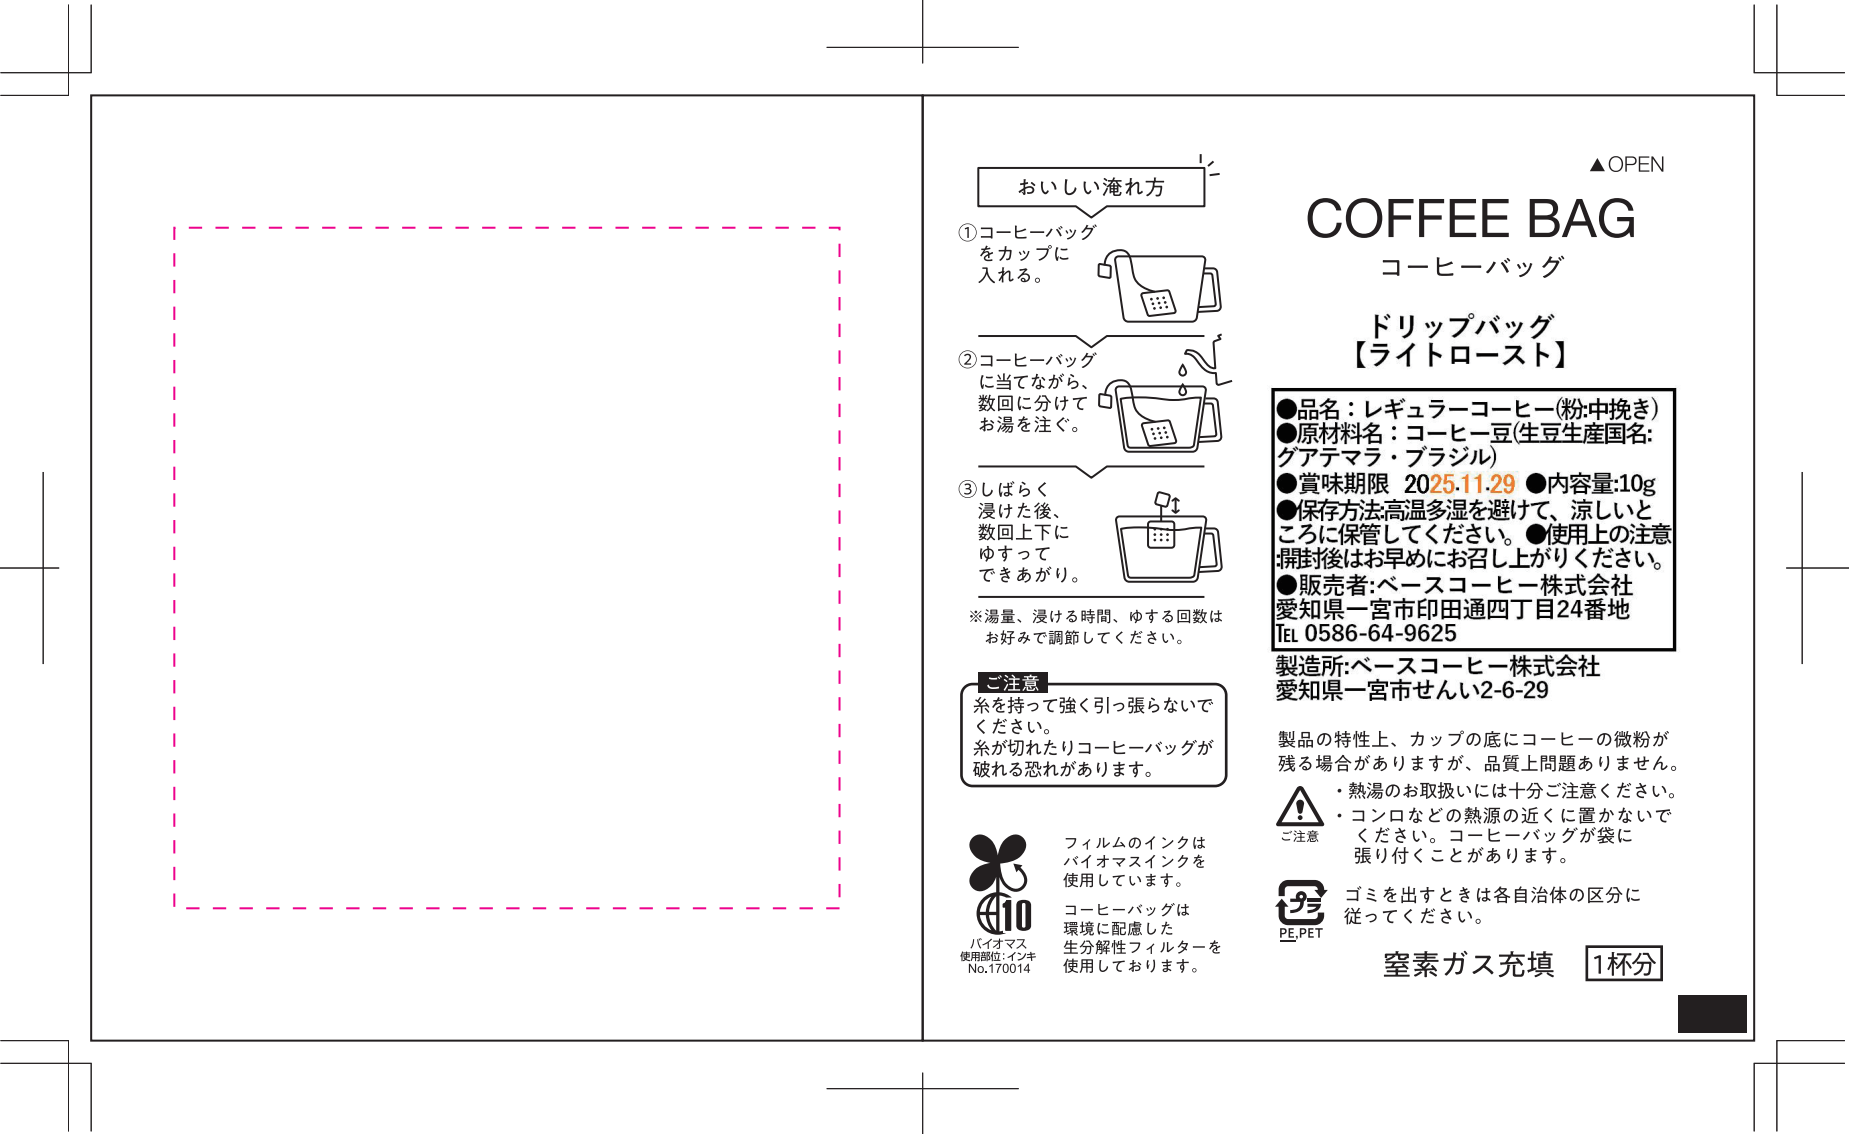 おいしい淹れ方
①コーヒーバッグ
をカップに
入れる。
②コーヒーバッグ
に当てながら、
数回に分けて
お湯を注ぐ。
③しばらく
浸けた後、
数回上下に
ゆすって
できあがり。
※湯量、浸ける時間、ゆする回数は
お好みで調節してください。
ご注意
糸を持って強く引っ張らないで
ください。
糸が切れたりコーヒーバッグが
破れる恐れがあります。
10
バイオマス
使用部位：インキ
No.170014
フィルムのインクは
バイオマスインクを
使用しています。
コーヒーバッグは
環境に配慮した
生分解性フィルターを
使用しております。
▲OPEN
COFFEE BAG
コーヒーバッグ
ドリップバッグ
【ライトロースト】
●品名：レギュラーコーヒー(粉:中挽き)
●原材料名：コーヒー豆(生豆生産国名:
グアテマラ・ブラジル)
●賞味期限 2025.11.29 ●内容量:10g
●保存方法:高温多湿を避けて、涼しいと
ころに保管してください。●使用上の注意
:開封後はお早めにお召し上がりください。
●販売者:ベースコーヒー株式会社
愛知県一宮市印田通四丁目24番地
TEL 0586-64-9625
製造所:ベースコーヒー株式会社
愛知県一宮市せんい2-6-29
製品の特性上、カップの底にコーヒーの微粉が
残る場合がありますが、品質上問題ありません。
ご注意
・熱湯のお取扱いには十分ご注意ください。
・コンロなどの熱源の近くに置かないで
ください。コーヒーバッグが袋に
張り付くことがあります。
プラ
PE,PET
ゴミを出すときは各自治体の区分に
従ってください。
窒素ガス充填 1杯分